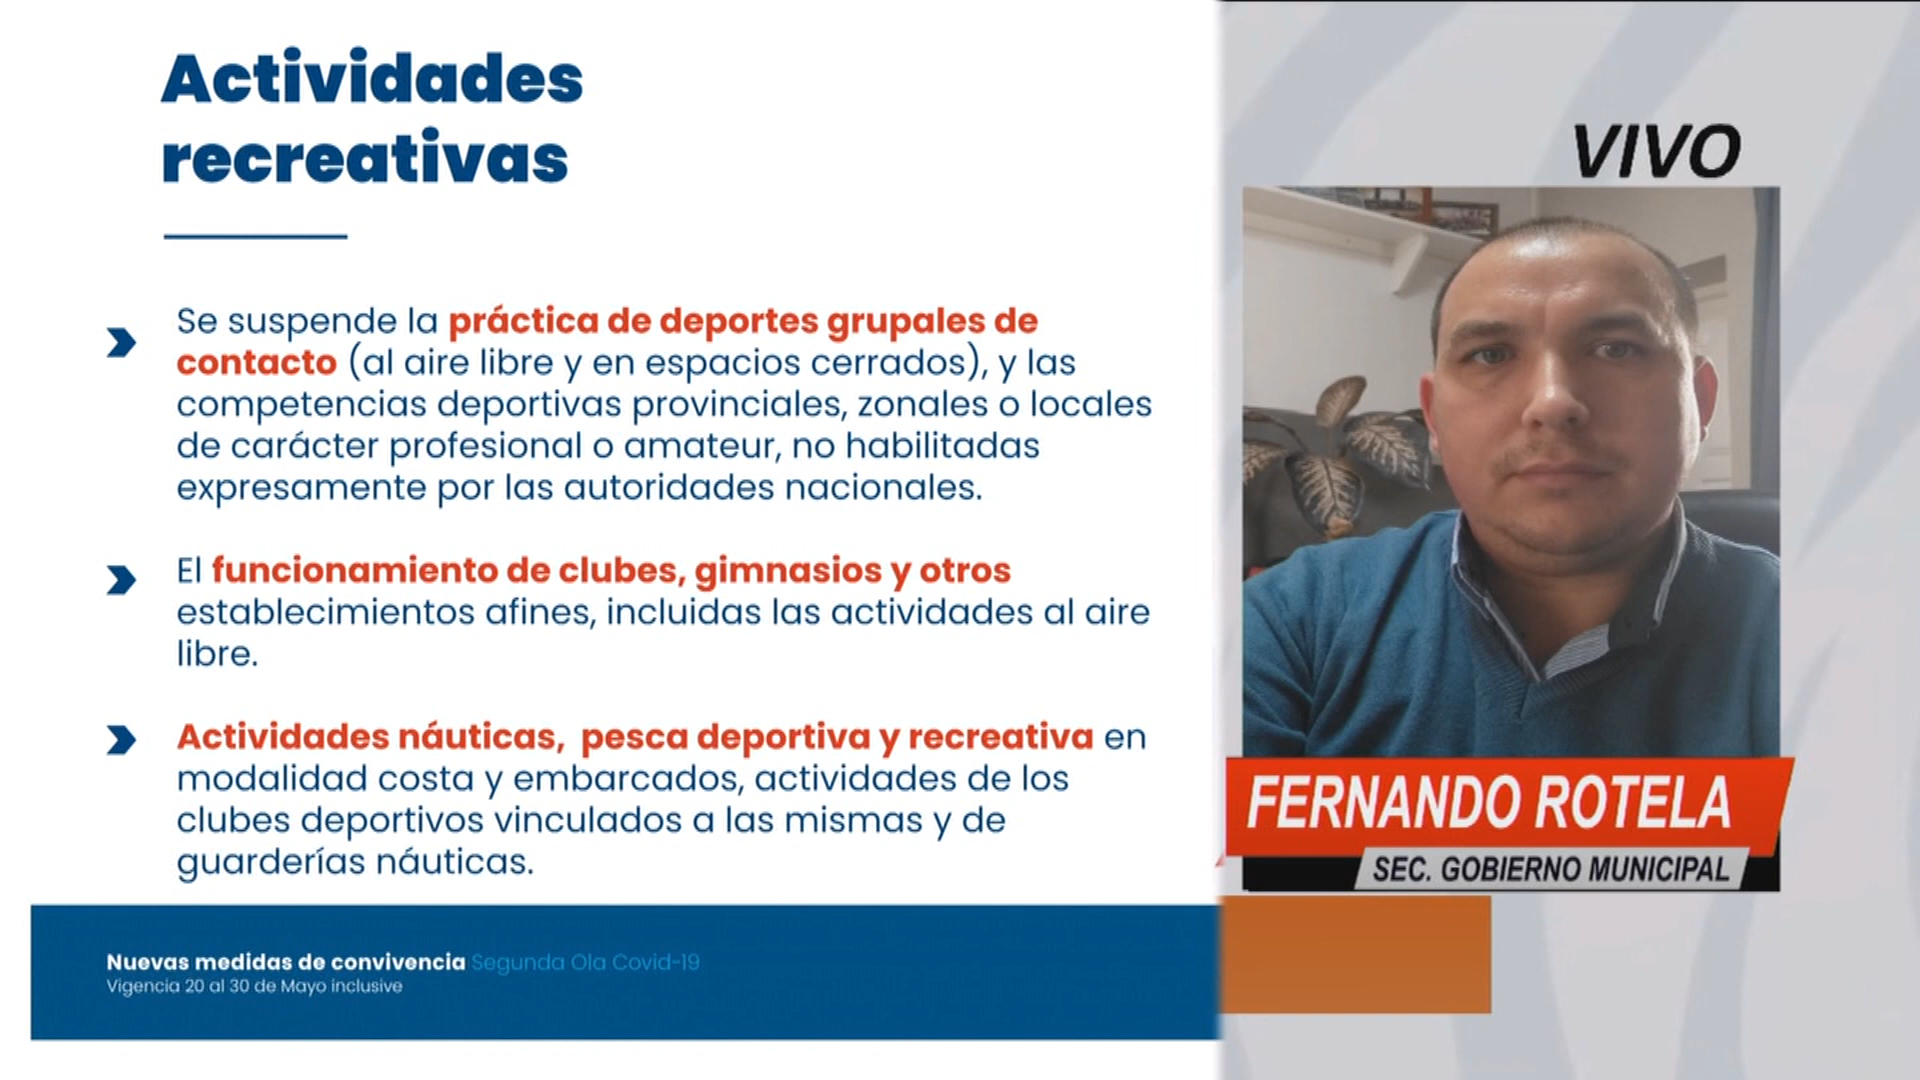 Actividades
recreativas
Se suspende la práctica de deportes grupales de
contacto (al aire libre y en espacios cerrados), y las
competencias deportivas provinciales, zonales o locales
de carácter profesional o amateur, no habilitadas
expresamente por las autoridades nacionales.
El funcionamiento de clubes, gimnasios y otros
establecimientos afines, incluidas las actividades al aire
libre.
Actividades náuticas, pesca deportiva y recreativa en
modalidad costa y embarcados, actividades de los
clubes deportivos vinculados a las mismas y de
guarderías náuticas.
Nuevas medidas de convivencia Segunda Ola Covid-19
Vigencia 20 al 30 de Mayo inclusive
VIVO
FERNANDO ROTELA
SEC. GOBIERNO MUNICIPAL